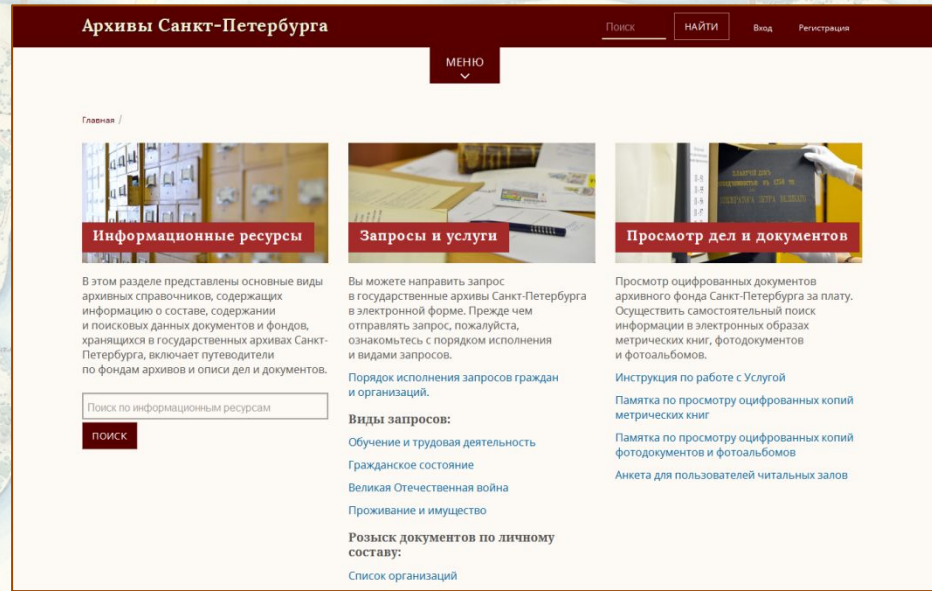 Архивы Санкт-Петербурга
Поиск
НАЙТИ
Вход
Регистрация
МЕНЮ
Главная /
Информационные ресурсы
В этом разделе представлены основные виды
архивных справочников, содержащих
информацию о составе, содержании
и поисковых данных документов и фондов,
хранящихся в государственных архивах Санкт-
Петербурга, включает путеводители
по фондам архивов и описи дел и документов.
Поиск по информационным ресурсам
ПОИСК
Запросы и услуги
Вы можете направить запрос
в государственные архивы Санкт-Петербурга
в электронной форме. Прежде чем
отправлять запрос, пожалуйста,
ознакомьтесь с порядком исполнения
и видами запросов.
Порядок исполнения запросов граждан
и организаций.
Виды запросов:
Обучение и трудовая деятельность
Гражданское состояние
Великая Отечественная война
Проживание и имущество
Розыск документов по личному
составу:
Список организаций
Просмотр дел и документов
Просмотр оцифрованных документов
архивного фонда Санкт-Петербурга за плату.
Осуществить самостоятельный поиск
информации в электронных образах
метрических книг, фотодокументов
и фотоальбомов.
Инструкция по работе с Услугой
Памятка по просмотру оцифрованных копий
метрических книг
Памятка по просмотру оцифрованных копий
фотодокументов и фотоальбомов
Анкета для пользователей читальных залов